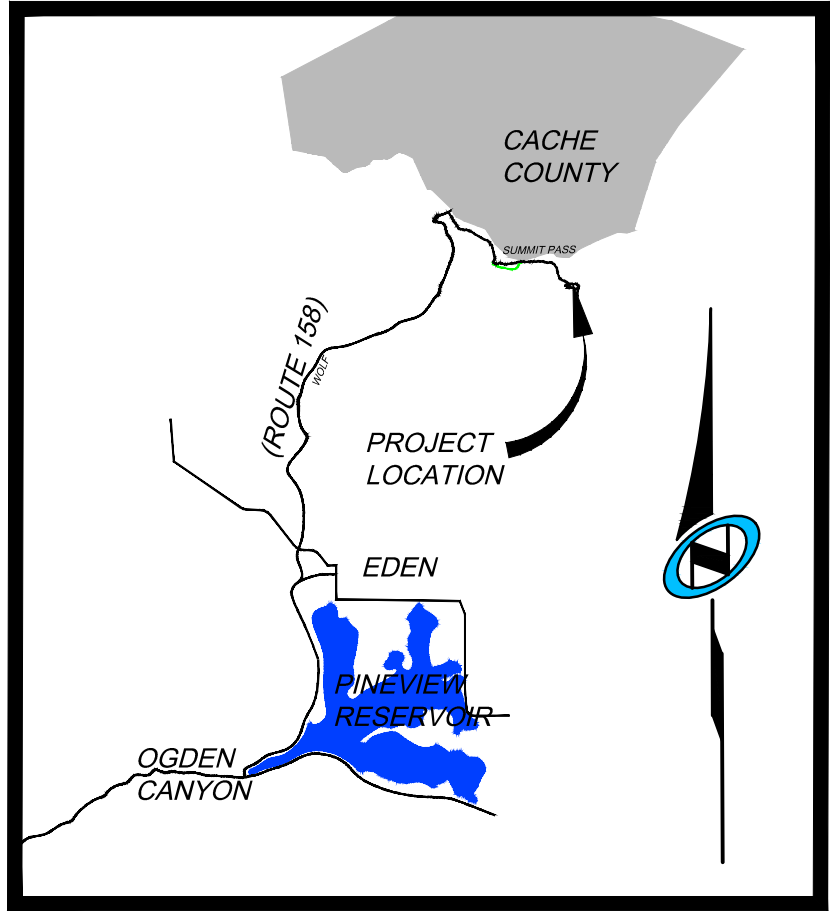 CACHE
COUNTY
SUMMIT PASS
(ROUTE 158)
WOLF
PROJECT
LOCATION
EDEN
N
PINEVIEW
RESERVOIR
OGDEN
CANYON